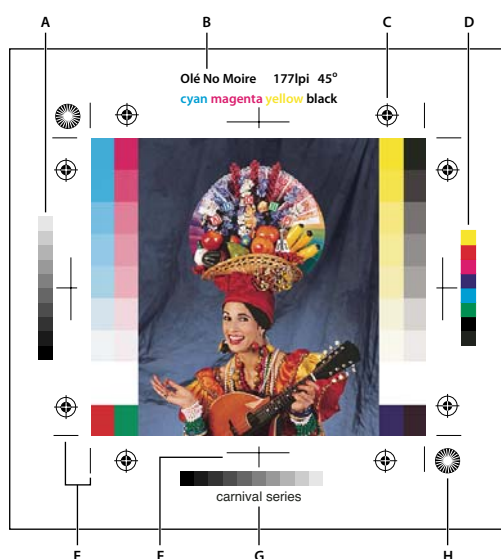 A B C D
Olé No Moire 177lpi 45°
cyan magenta yellow black
carnival series
E F G H